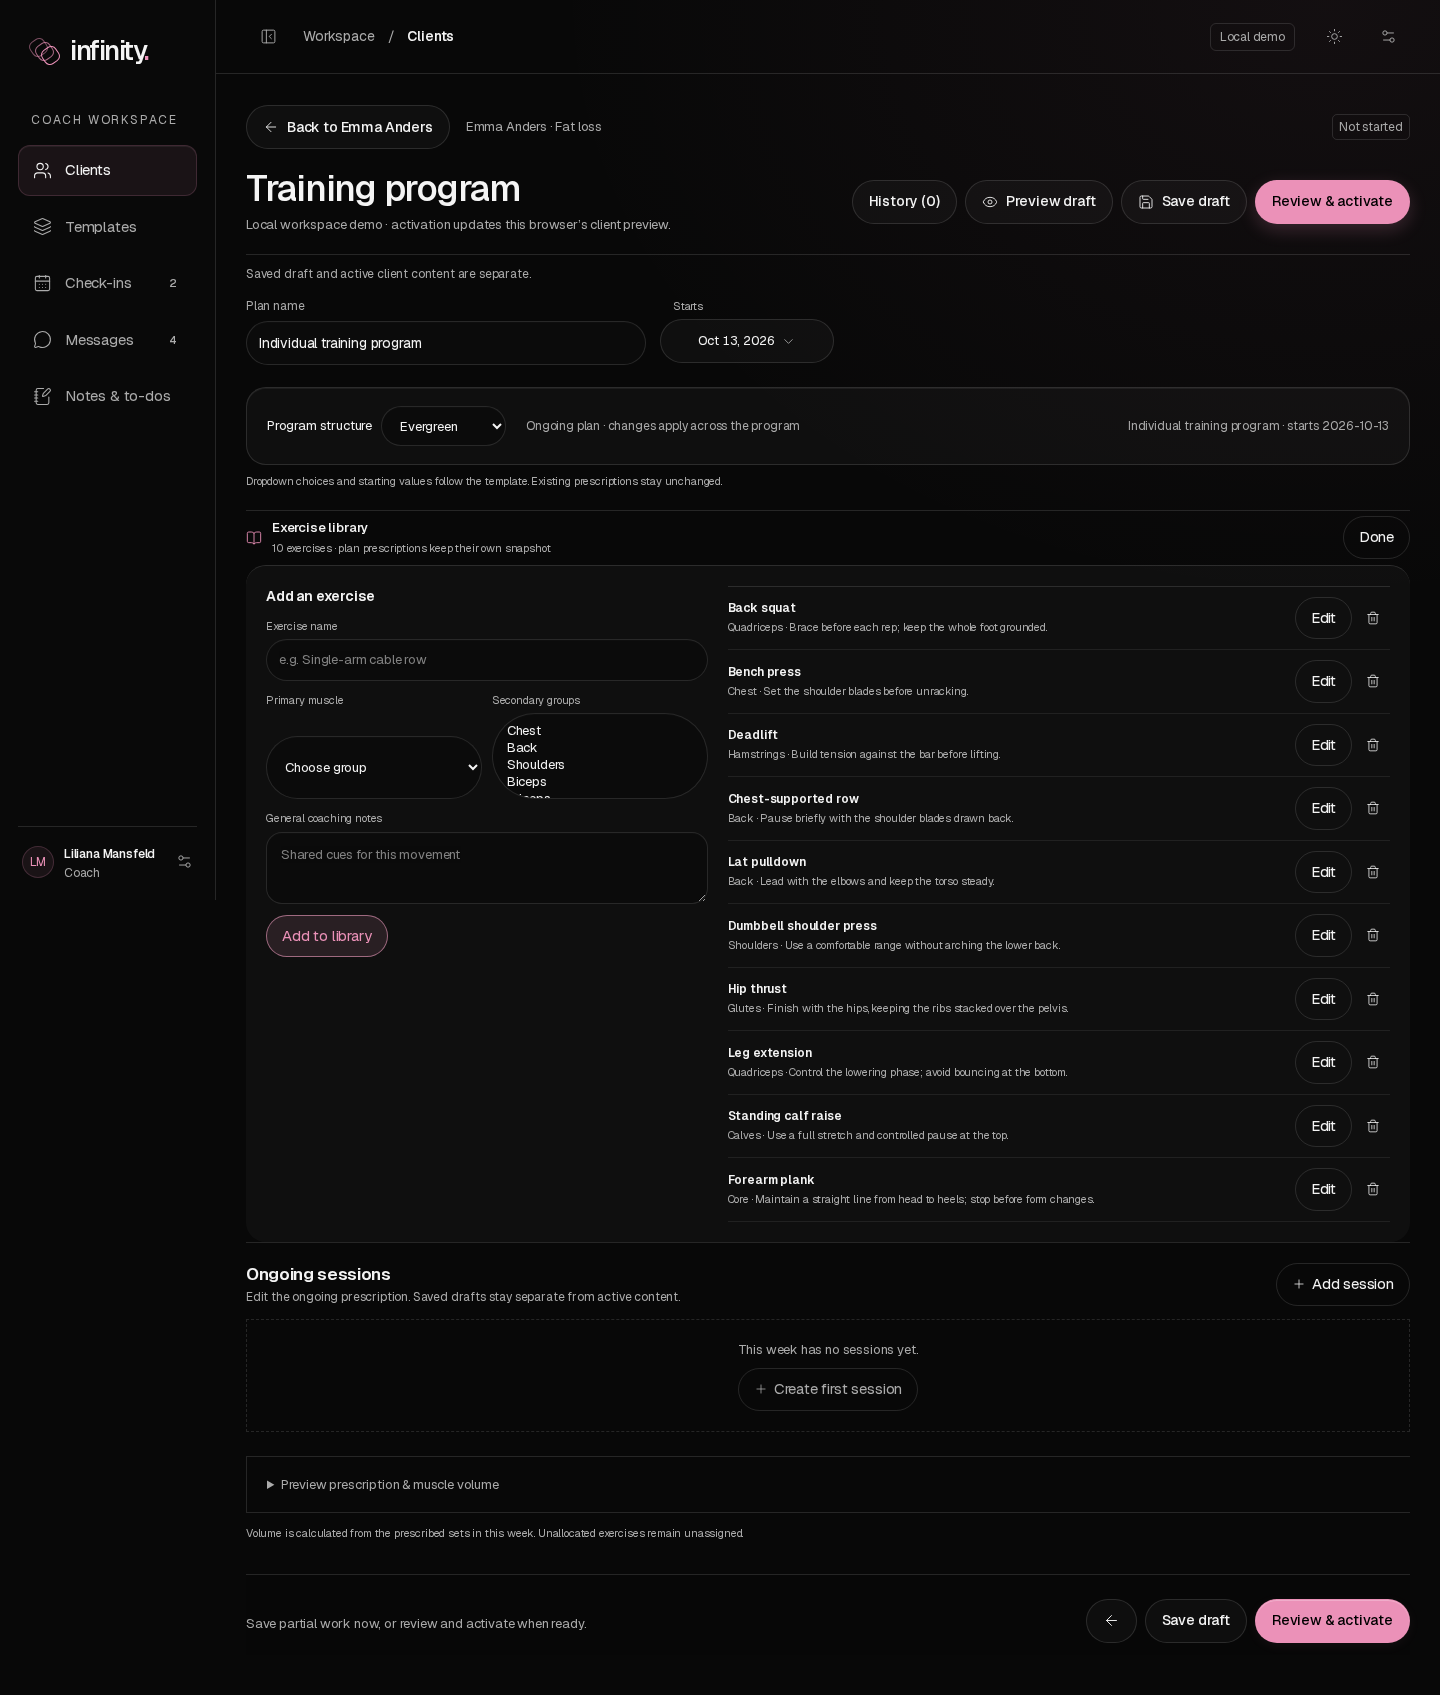 infinity.
COACH WORKSPACE
Clients
Templates
Check-ins 2
Messages 4
Notes & to-dos
LM
Liliana Mansfeld
Coach
Workspace / Clients
Local demo
Back to Emma Anders
Emma Anders · Fat loss
Not started
Training program
Local workspace demo · activation updates this browser’s client preview.
History (0)
Preview draft
Save draft
Review & activate
Saved draft and active client content are separate.
Plan name
Individual training program
Starts
Oct 13, 2026
Program structure
Evergreen
Ongoing plan · changes apply across the program
Individual training program · starts 2026-10-13
Dropdown choices and starting values follow the template. Existing prescriptions stay unchanged.
Exercise library
10 exercises · plan prescriptions keep their own snapshot
Done
Add an exercise
Exercise name
e.g. Single-arm cable row
Primary muscle
Choose group
Secondary groups
Chest
Back
Shoulders
Biceps
General coaching notes
Shared cues for this movement
Add to library
Back squat
Quadriceps · Brace before each rep; keep the whole foot grounded.
Edit
Bench press
Chest · Set the shoulder blades before unracking.
Edit
Deadlift
Hamstrings · Build tension against the bar before lifting.
Edit
Chest-supported row
Back · Pause briefly with the shoulder blades drawn back.
Edit
Lat pulldown
Back · Lead with the elbows and keep the torso steady.
Edit
Dumbbell shoulder press
Shoulders · Use a comfortable range without arching the lower back.
Edit
Hip thrust
Glutes · Finish with the hips, keeping the ribs stacked over the pelvis.
Edit
Leg extension
Quadriceps · Control the lowering phase; avoid bouncing at the bottom.
Edit
Standing calf raise
Calves · Use a full stretch and controlled pause at the top.
Edit
Forearm plank
Core · Maintain a straight line from head to heels; stop before form changes.
Edit
Ongoing sessions
Edit the ongoing prescription. Saved drafts stay separate from active content.
Add session
This week has no sessions yet.
Create first session
Preview prescription & muscle volume
Volume is calculated from the prescribed sets in this week. Unallocated exercises remain unassigned.
Save partial work now, or review and activate when ready.
Save draft
Review & activate